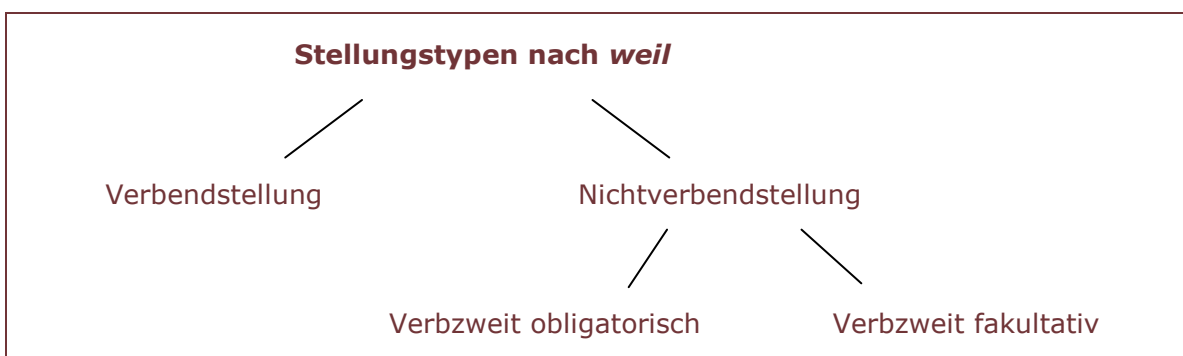 Stellungstypen nach weil
Verbendstellung Nichtverbendstellung
Verbzweit obligatorisch Verbzweit fakultativ